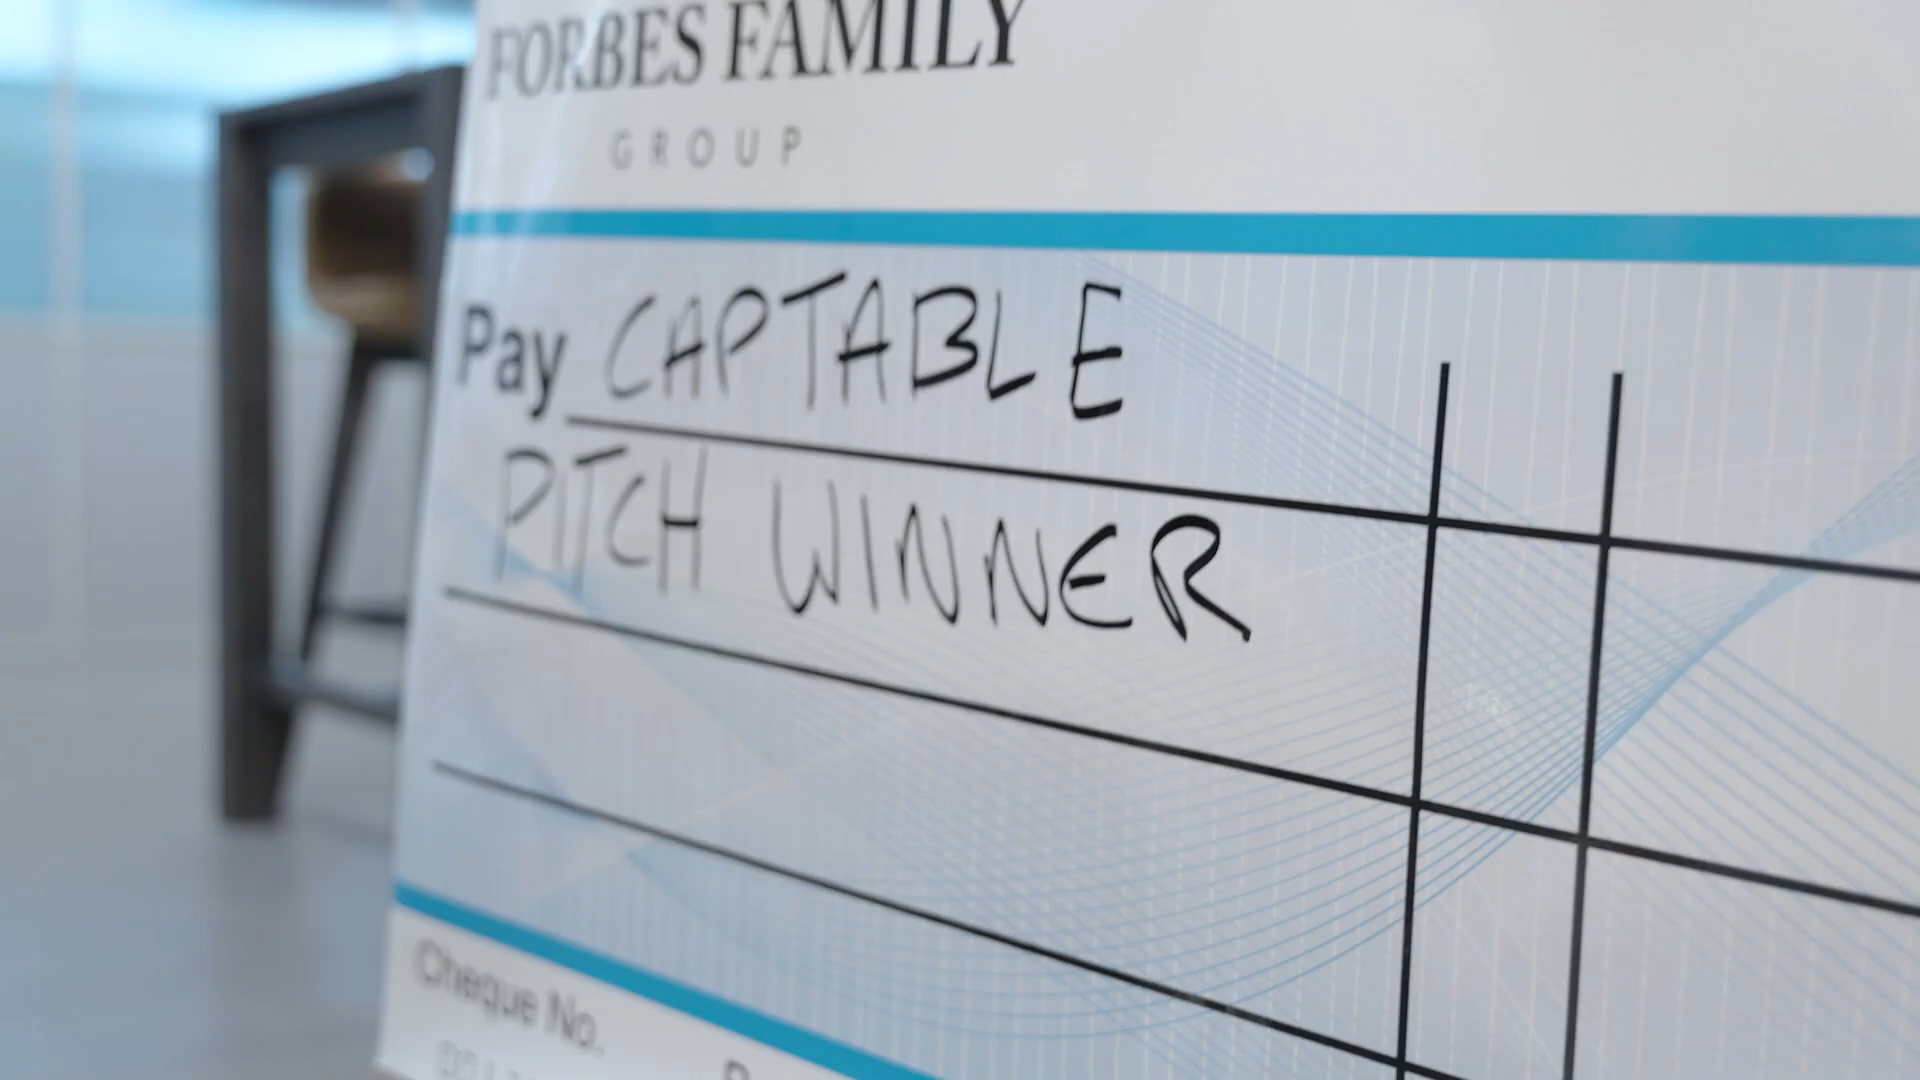 FORBES FAMILY
GROUP
Pay CAPTABLE
PITCH WINNER
Cheque No.